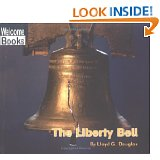 LOOK INSIDE!
Welcome
Books
The Liberty Bell
By Lloyd G. Douglas